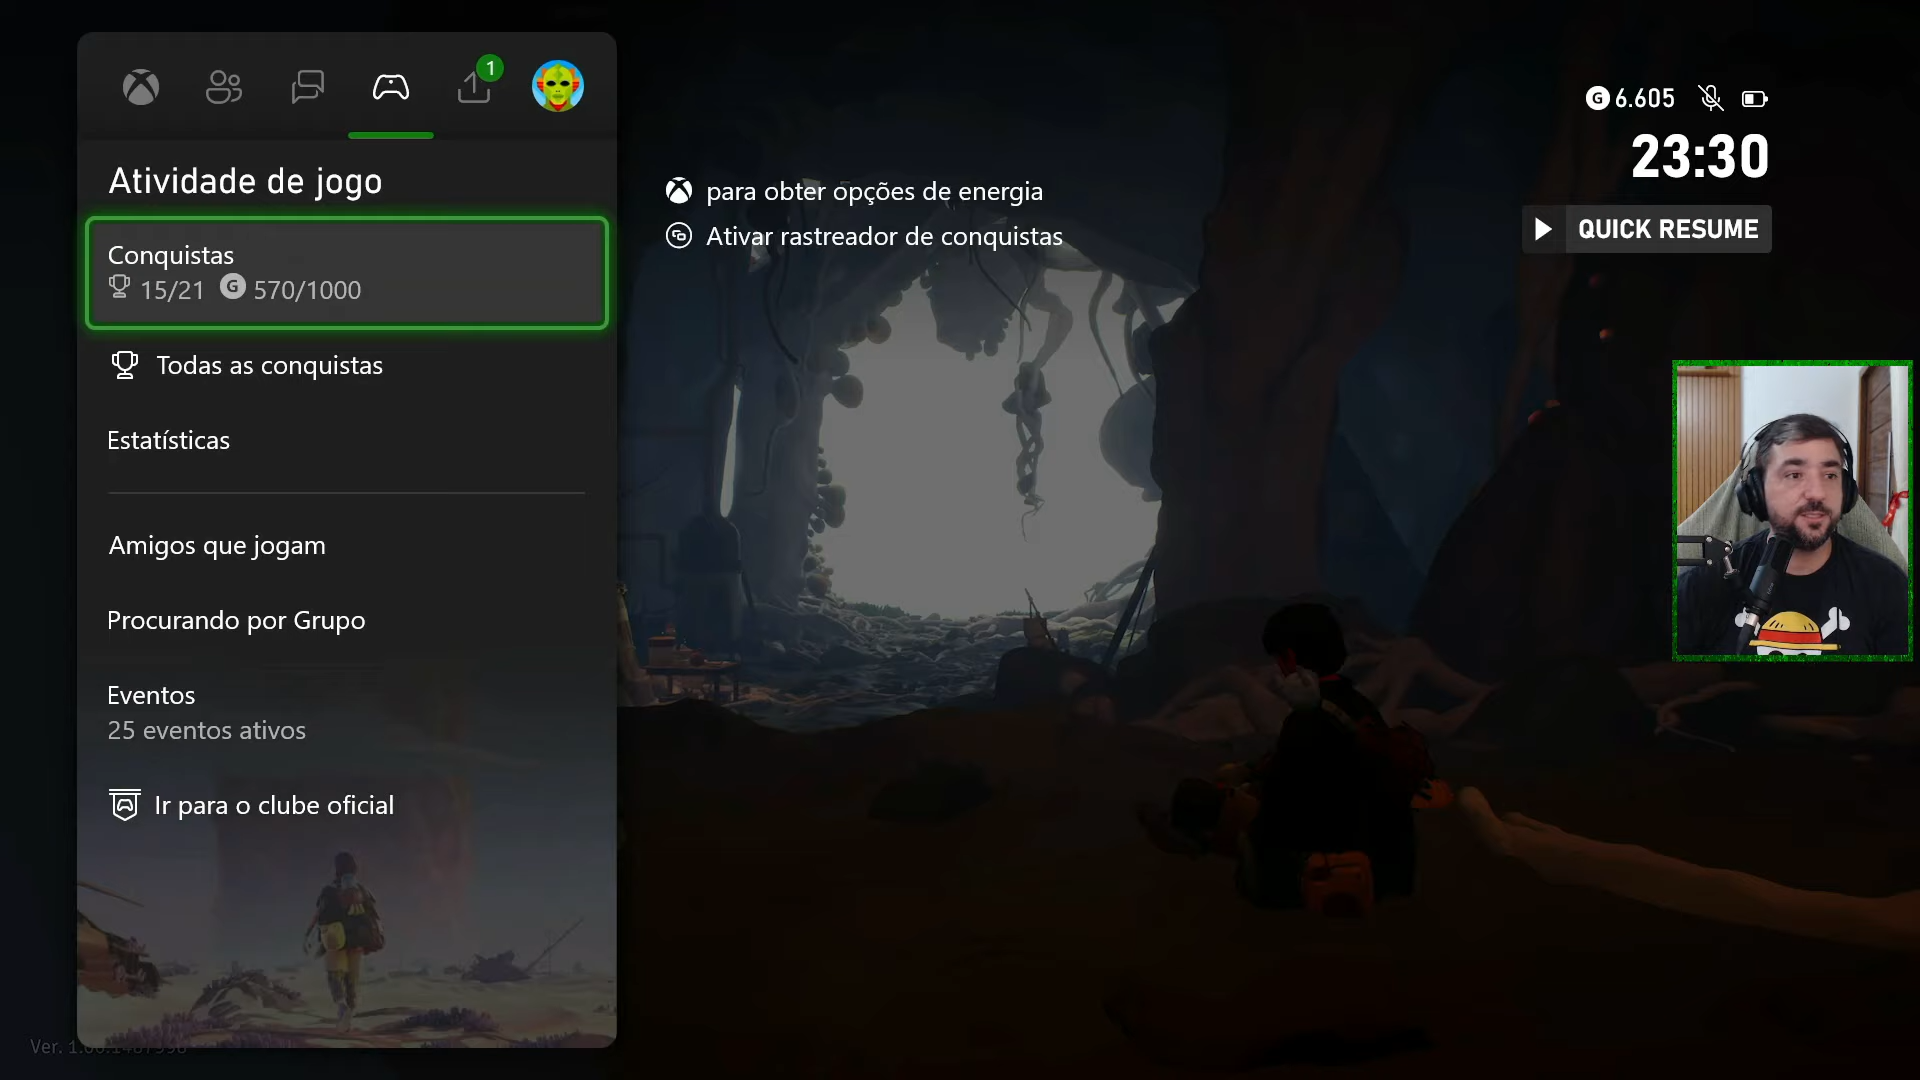 1
Atividade de jogo
Conquistas
15/21 G 570/1000
Todas as conquistas
Estatísticas
Amigos que jogam
Procurando por Grupo
Eventos
25 eventos ativos
Ir para o clube oficial
para obter opções de energia
Ativar rastreador de conquistas
G 6.605
23:30
QUICK RESUME
Ver.